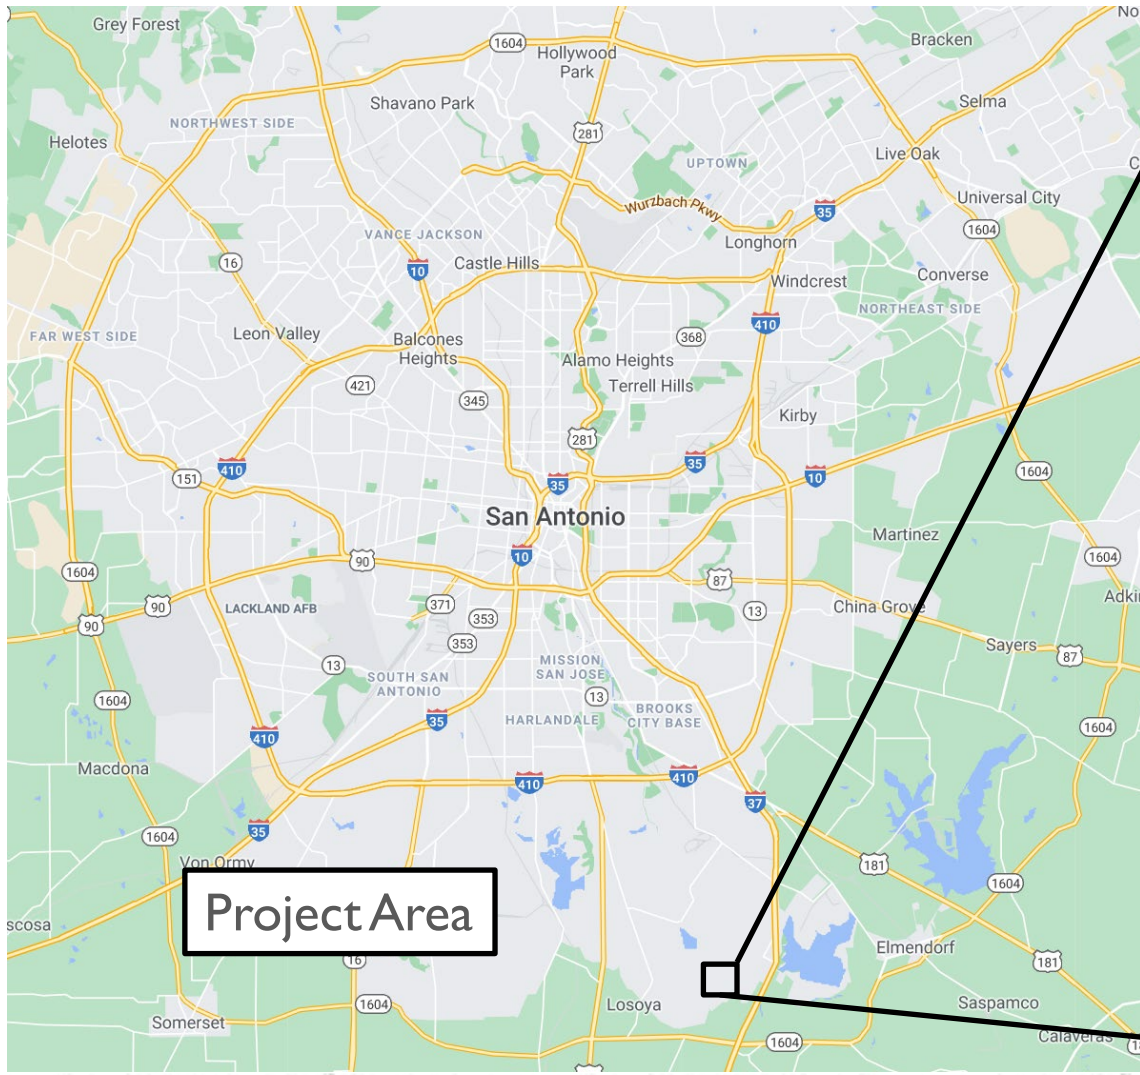 No
Grey Forest
1604
Hollywood
Park
Bracken
Shavano Park
Selma
NORTHWEST SIDE
281
Helotes
UPTOWN
Live Oak
C
Wurzbach Pkwy
Universal City
35
1604
VANCE JACKSON
Longhorn
16
10
Castle Hills
Windcrest
Converse
NORTHEAST SIDE
410
FAR WEST SIDE
Leon Valley
Balcones
Heights
368
Alamo Heights
Terrell Hills
421
345
Kirby
281
410
35
1604
151
35
10
San Antonio
Martinez
10
90
1604
1604
87
90
LACKLAND AFB
371
13
China Grove
Adkin
353
90
353
Sayers
87
13
MISSION
SAN JOSE
SOUTH SAN
ANTONIO
13
1604
BROOKS
CITY BASE
35
HARLANDALE
1604
410
Macdona
410
410
37
35
1604
Von Ormy
181
1604
Project Area
scosa
Elmendorf
16
181
1604
Losoya
Saspamco
Somerset
1604
Calaveras
18